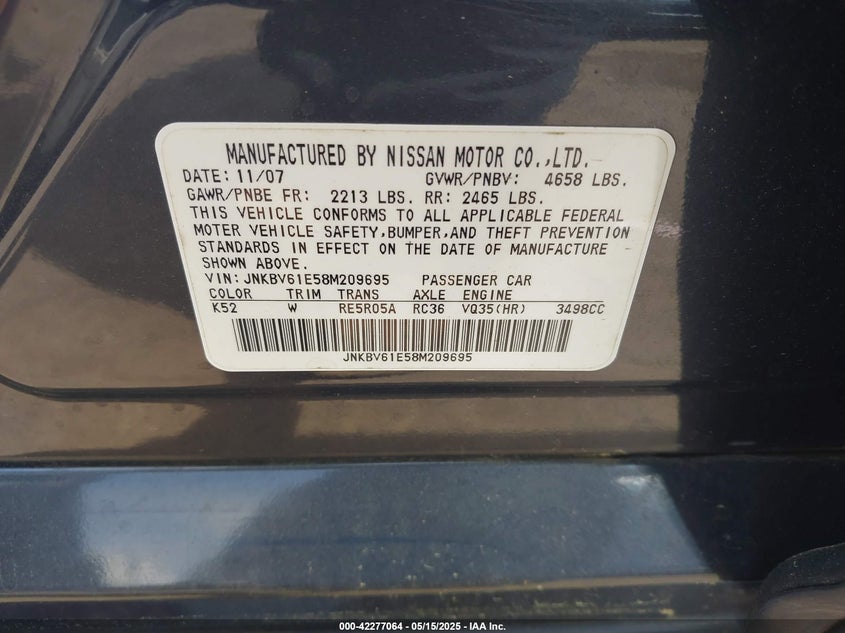 MANUFACTURED BY NISSAN MOTOR CO.,LTD.
DATE: 11/07 GVWR/PNBV: 4658 LBS.
GAWR/PNBE FR: 2213 LBS. RR: 2465 LBS.
THIS VEHICLE CONFORMS TO ALL APPLICABLE FEDERAL
MOTER VEHICLE SAFETY,BUMPER,AND THEFT PREVENTION
STANDARDS IN EFFECT ON THE DATE OF MANUFACTURE
SHOWN ABOVE.
VIN: JNKBV61E58M209695 PASSENGER CAR
COLOR TRIM TRANS AXLE ENGINE
K52 W RE5R05A RC36 VQ35(HR) 3498CC
JNKBV61E58M209695
000-42277064 - 05/15/2025 - IAA Inc.